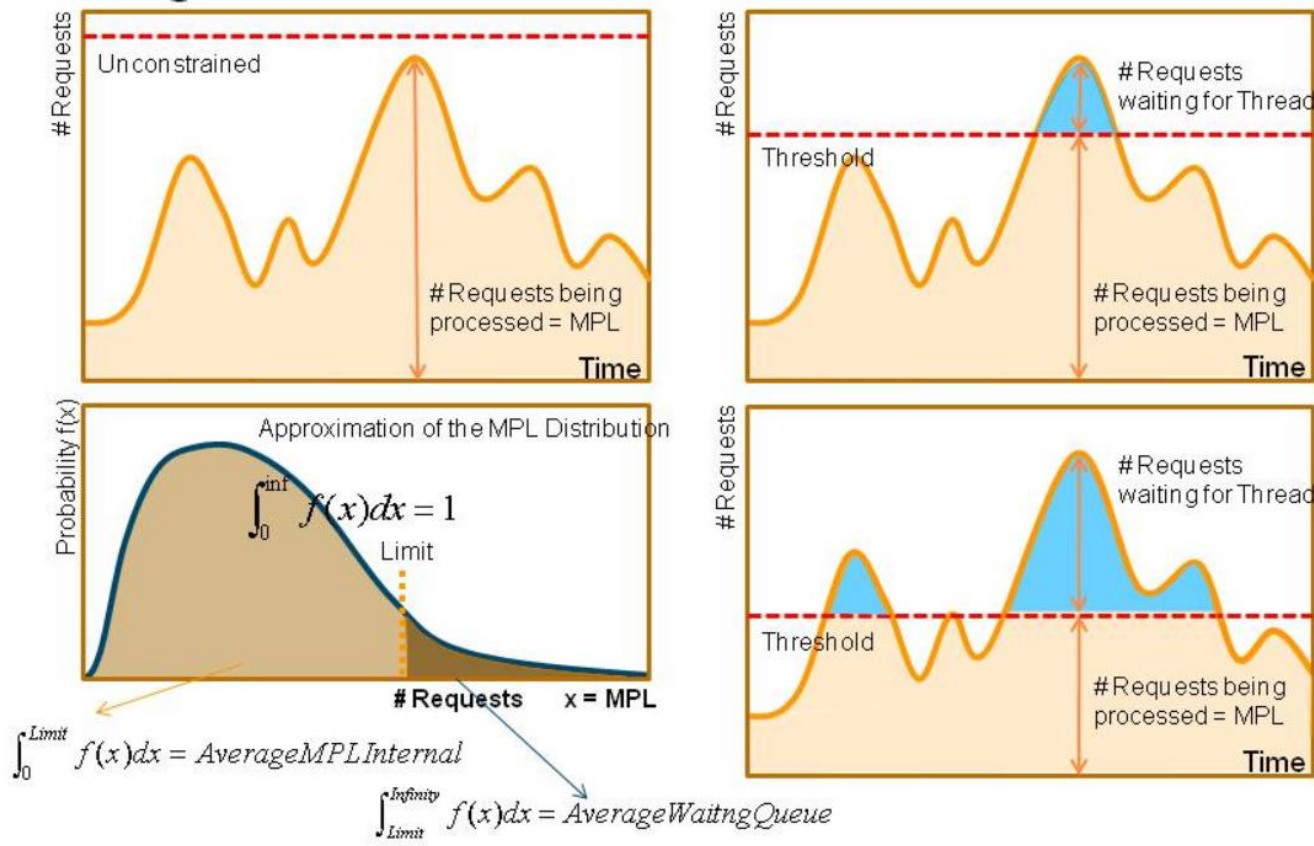 # Requests
Unconstrained
# Requests being
processed = MPL
Time
# Requests
# Requests
waiting for Thread
Threshold
# Requests being
processed = MPL
Time
Probability f(x)
Approximation of the MPL Distribution
∫₀^inf f(x)dx = 1
Limit
# Requests x = MPL
∫₀^Limit f(x)dx = AverageMPLInternal
∫_Limit^Infinity f(x)dx = AverageWaitngQueue
# Requests
# Requests
waiting for Thread
Threshold
# Requests being
processed = MPL
Time